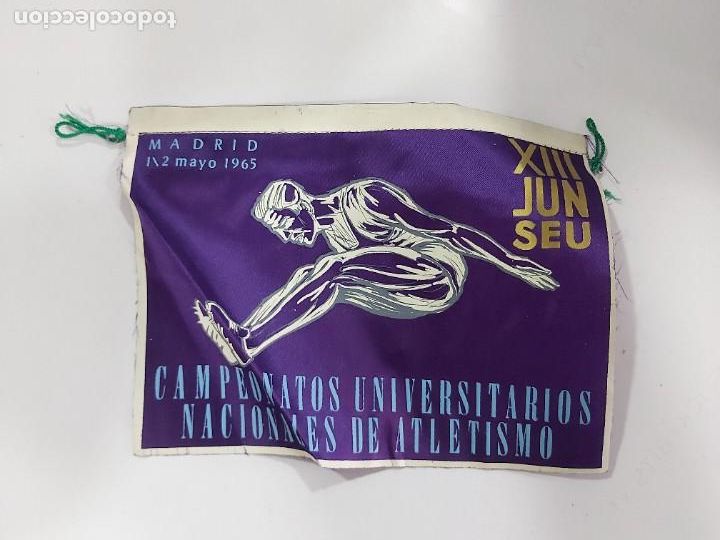 todocoleccion
MADRID
1\2 mayo 1965
XIII
JUN
SEU
CAMPEONATOS UNIVERSITARIOS
NACIONALES DE ATLETISMO